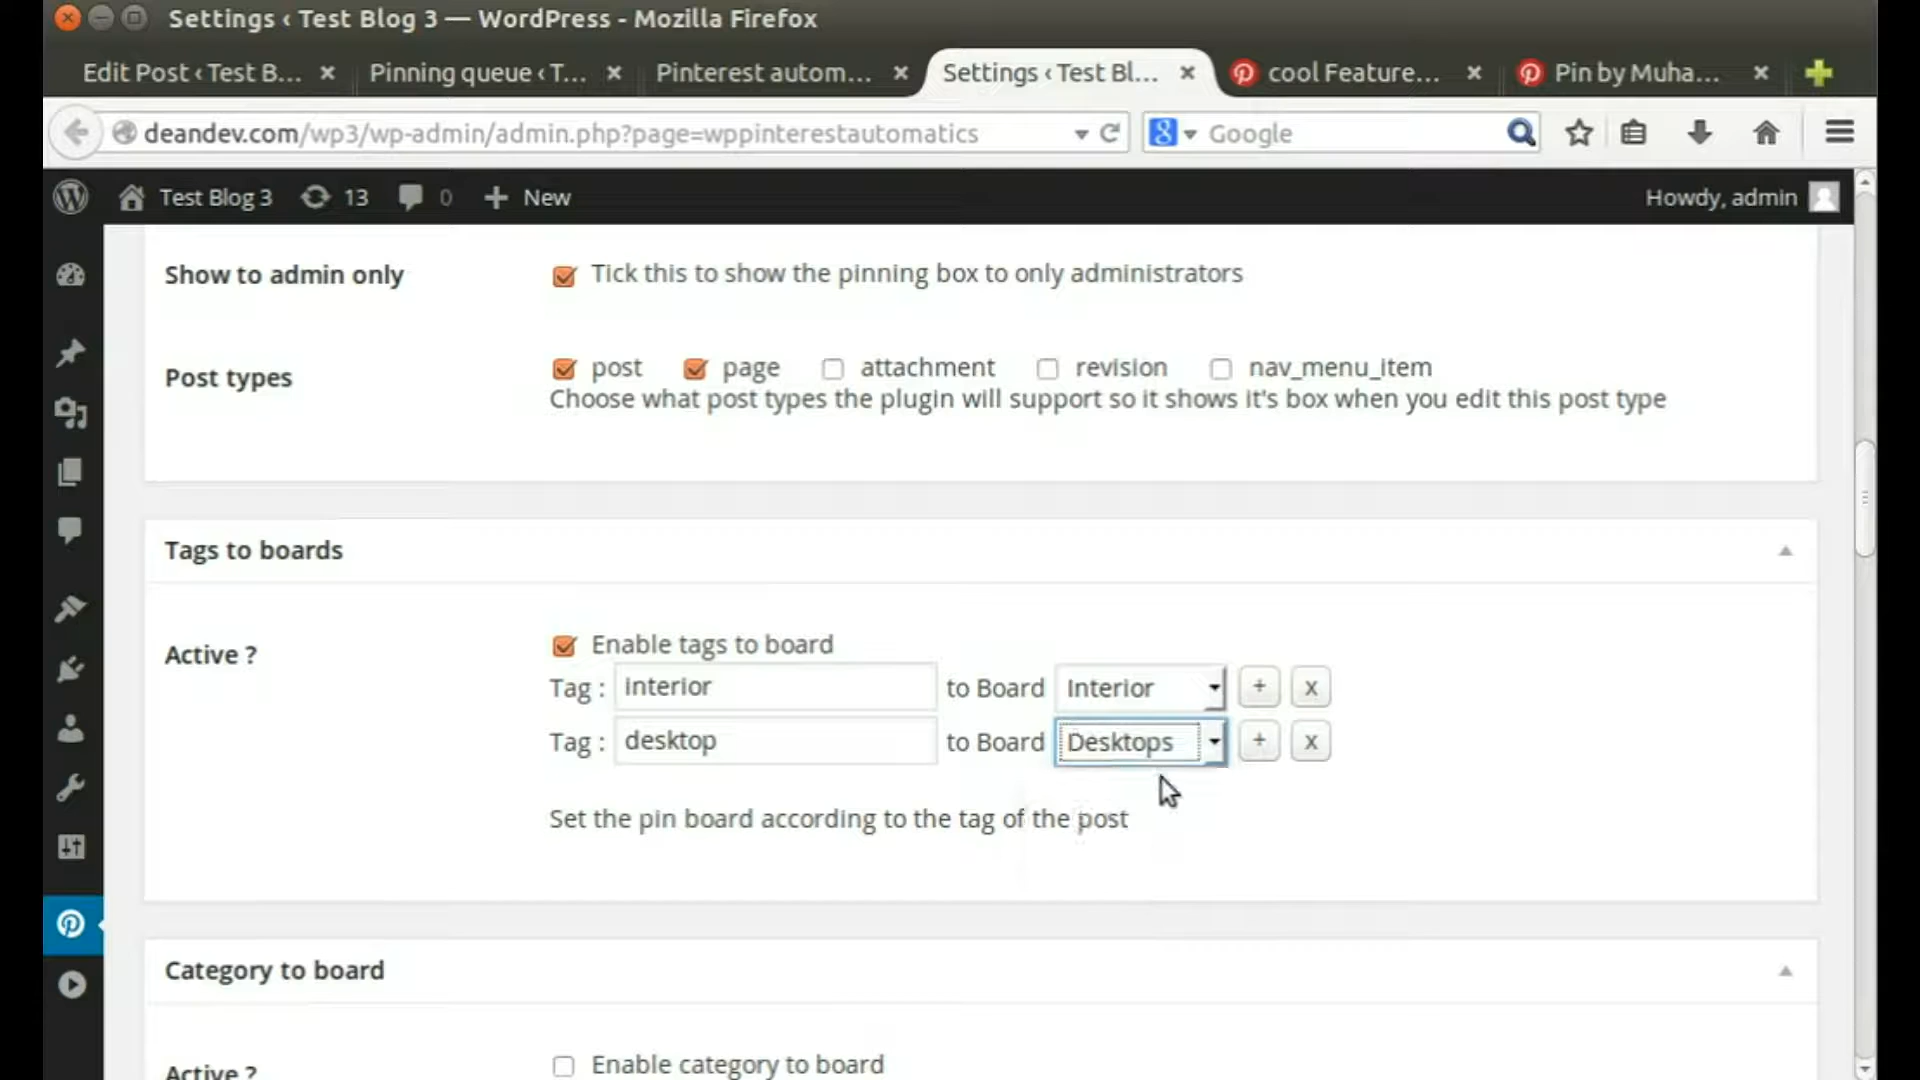 Settings ‹ Test Blog 3 — WordPress - Mozilla Firefox
Edit Post ‹ Test B... Pinning queue ‹ T... Pinterest autom... Settings ‹ Test Bl... cool Feature... Pin by Muha...
deandev.com/wp3/wp-admin/admin.php?page=wppinterestautomatics Google
Test Blog 3 13 0 New Howdy, admin
Show to admin only Tick this to show the pinning box to only administrators
Post types post page attachment revision nav_menu_item
Choose what post types the plugin will support so it shows it's box when you edit this post type
Tags to boards
Active ? Enable tags to board
Tag : interior to Board Interior + x
Tag : desktop to Board Desktops + x
Set the pin board according to the tag of the post
Category to board
Active ? Enable category to board